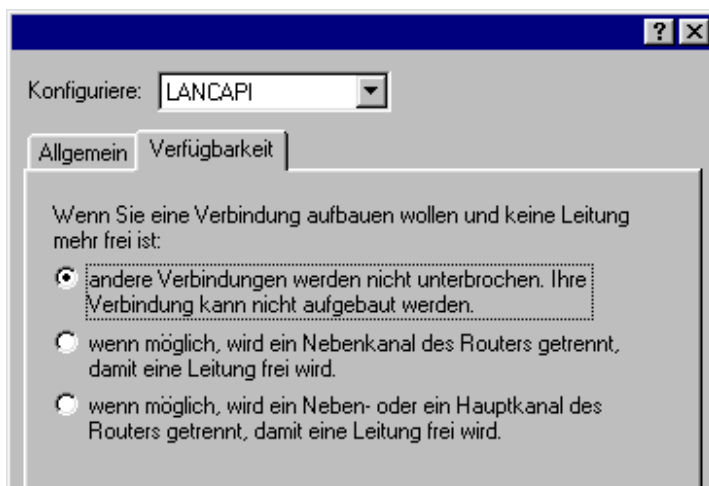 Konfiguriere: LANCAPI
Allgemein Verfügbarkeit
Wenn Sie eine Verbindung aufbauen wollen und keine Leitung
mehr frei ist:
andere Verbindungen werden nicht unterbrochen. Ihre
Verbindung kann nicht aufgebaut werden.
wenn möglich, wird ein Nebenkanal des Routers getrennt,
damit eine Leitung frei wird.
wenn möglich, wird ein Neben- oder ein Hauptkanal des
Routers getrennt, damit eine Leitung frei wird.